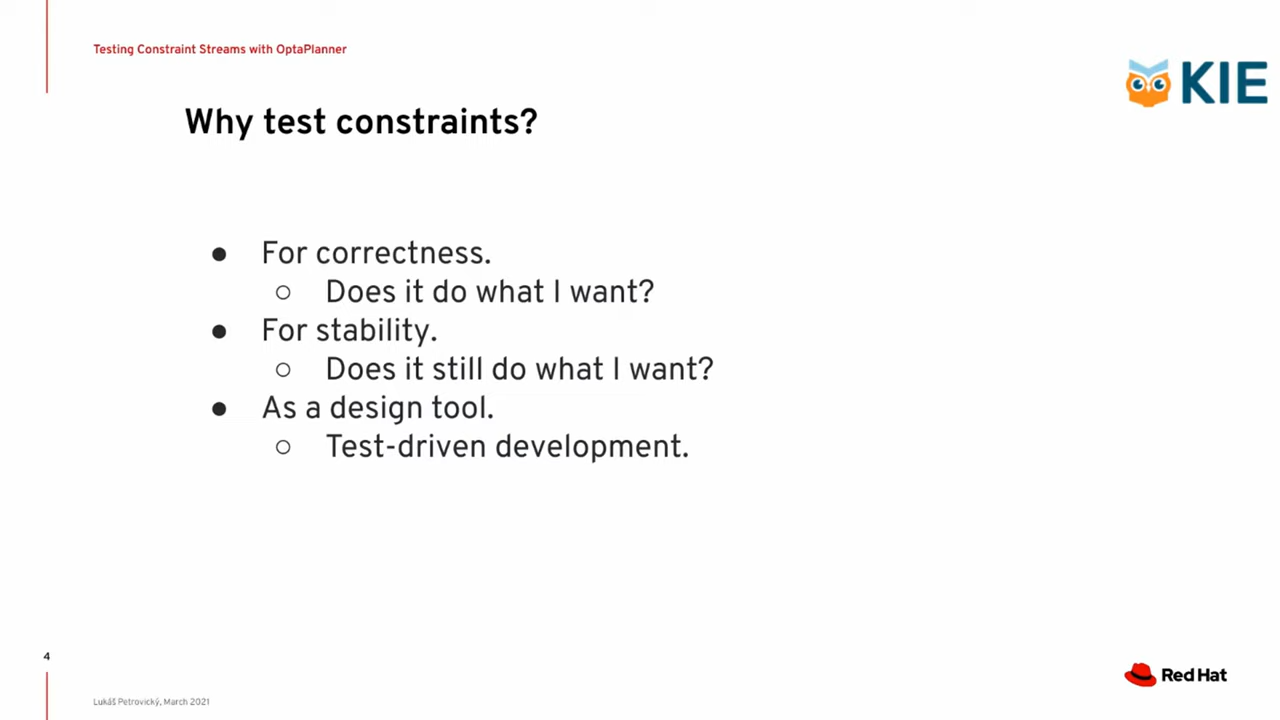 Testing Constraint Streams with OptaPlanner
KIE
Why test constraints?
● For correctness.
○ Does it do what I want?
● For stability.
○ Does it still do what I want?
● As a design tool.
○ Test-driven development.
4
Red Hat
Lukáš Petrovický, March 2021